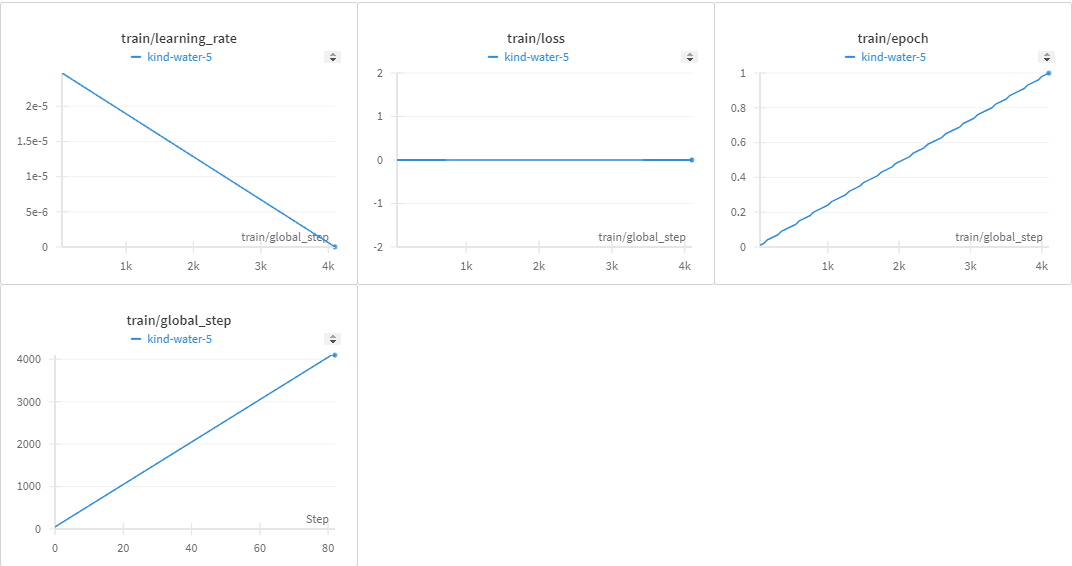 train/learning_rate
kind-water-5
2e-5
1.5e-5
1e-5
5e-6
0
train/global_step
1k
2k
3k
4k
train/loss
kind-water-5
2
1
0
-1
-2
train/global_step
1k
2k
3k
4k
train/epoch
kind-water-5
1
0.8
0.6
0.4
0.2
0
train/global_step
1k
2k
3k
4k
train/global_step
kind-water-5
4000
3000
2000
1000
0
Step
0
20
40
60
80